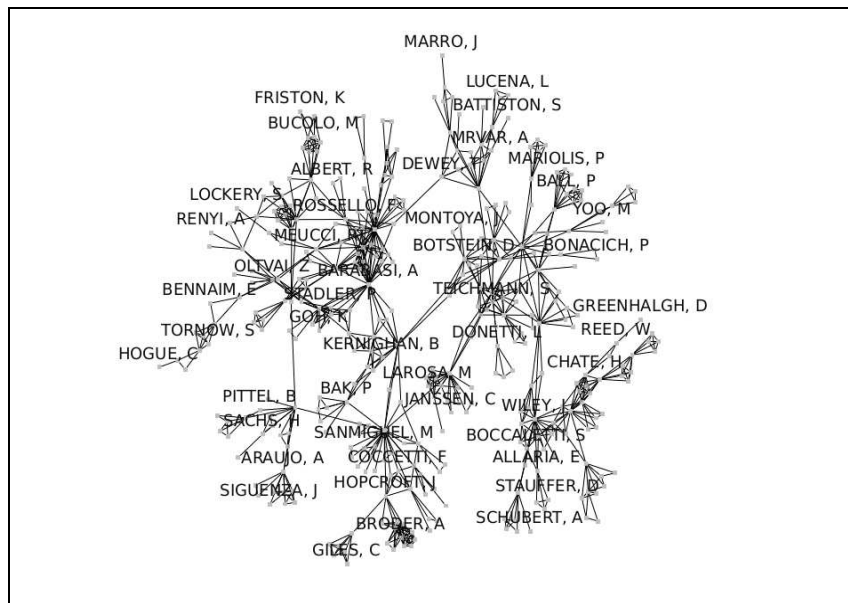 MARRO, J
LUCENA, L
FRISTON, K
BATTISTON, S
BUCOLO, M
MRVAR, A
MARIOLIS, P
ALBERT, R
DEWEY,
BALL, P
LOCKERY, S
ROSSELLO, F
YOO, M
RENYI, A
MONTOYA, J
MEUCCI,
BOTSTEIN, D
BONACICH, P
OLTVAI, Z
BARABASI, A
BENNAIM, E
STADLER, P
TEICHMANN, S
GREENHALGH, D
GOH, K
TORNOW, S
DONETTI, L
REED, W
HOGUE, C
KERNIGHAN, B
CHATE, H
LAROSA, M
PITTEL, B
BAK, P
JANSSEN, C
WILEY, J
SACHS, H
SANMIGUEL, M
BOCCALETTI, S
ARAUJO, A
COCCETTI, F
ALLARIA, E
SIGUENZA, J
HOPCROFT, J
STAUFFER, D
SCHUBERT, A
BRODER, A
GILES, C